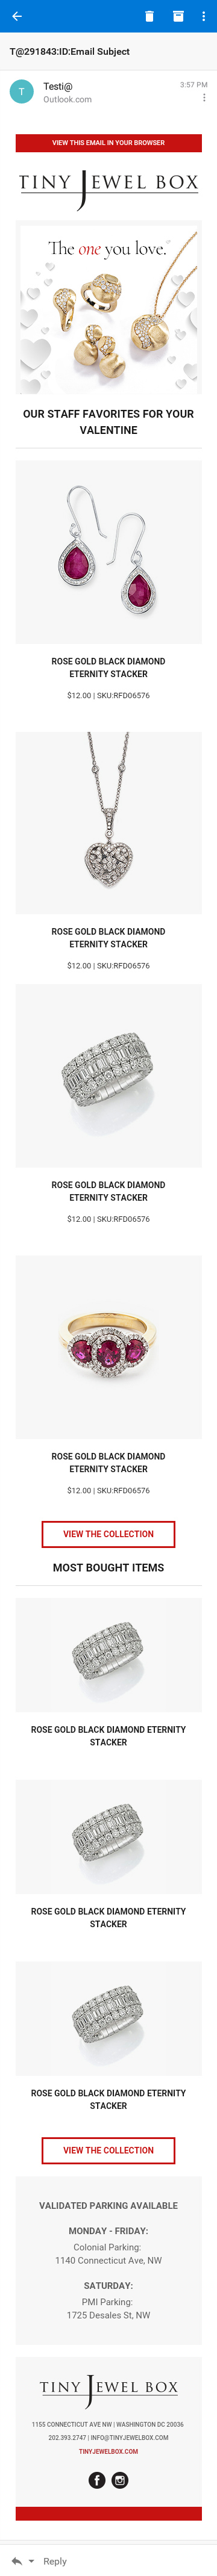 T@291843:ID:Email Subject
T
Testi@
3:57 PM
Outlook.com
VIEW THIS EMAIL IN YOUR BROWSER
TINY JEWEL BOX
The one you love.
OUR STAFF FAVORITES FOR YOUR
VALENTINE
ROSE GOLD BLACK DIAMOND
ETERNITY STACKER
$12.00 | SKU:RFD06576
ROSE GOLD BLACK DIAMOND
ETERNITY STACKER
$12.00 | SKU:RFD06576
ROSE GOLD BLACK DIAMOND
ETERNITY STACKER
$12.00 | SKU:RFD06576
ROSE GOLD BLACK DIAMOND
ETERNITY STACKER
$12.00 | SKU:RFD06576
VIEW THE COLLECTION
MOST BOUGHT ITEMS
ROSE GOLD BLACK DIAMOND ETERNITY
STACKER
ROSE GOLD BLACK DIAMOND ETERNITY
STACKER
ROSE GOLD BLACK DIAMOND ETERNITY
STACKER
VIEW THE COLLECTION
VALIDATED PARKING AVAILABLE
MONDAY - FRIDAY:
Colonial Parking:
1140 Connecticut Ave, NW
SATURDAY:
PMI Parking:
1725 Desales St, NW
TINY JEWEL BOX
1155 CONNECTICUT AVE NW | WASHINGTON DC 20036
202.393.2747 | INFO@TINYJEWELBOX.COM
TINYJEWELBOX.COM
Reply